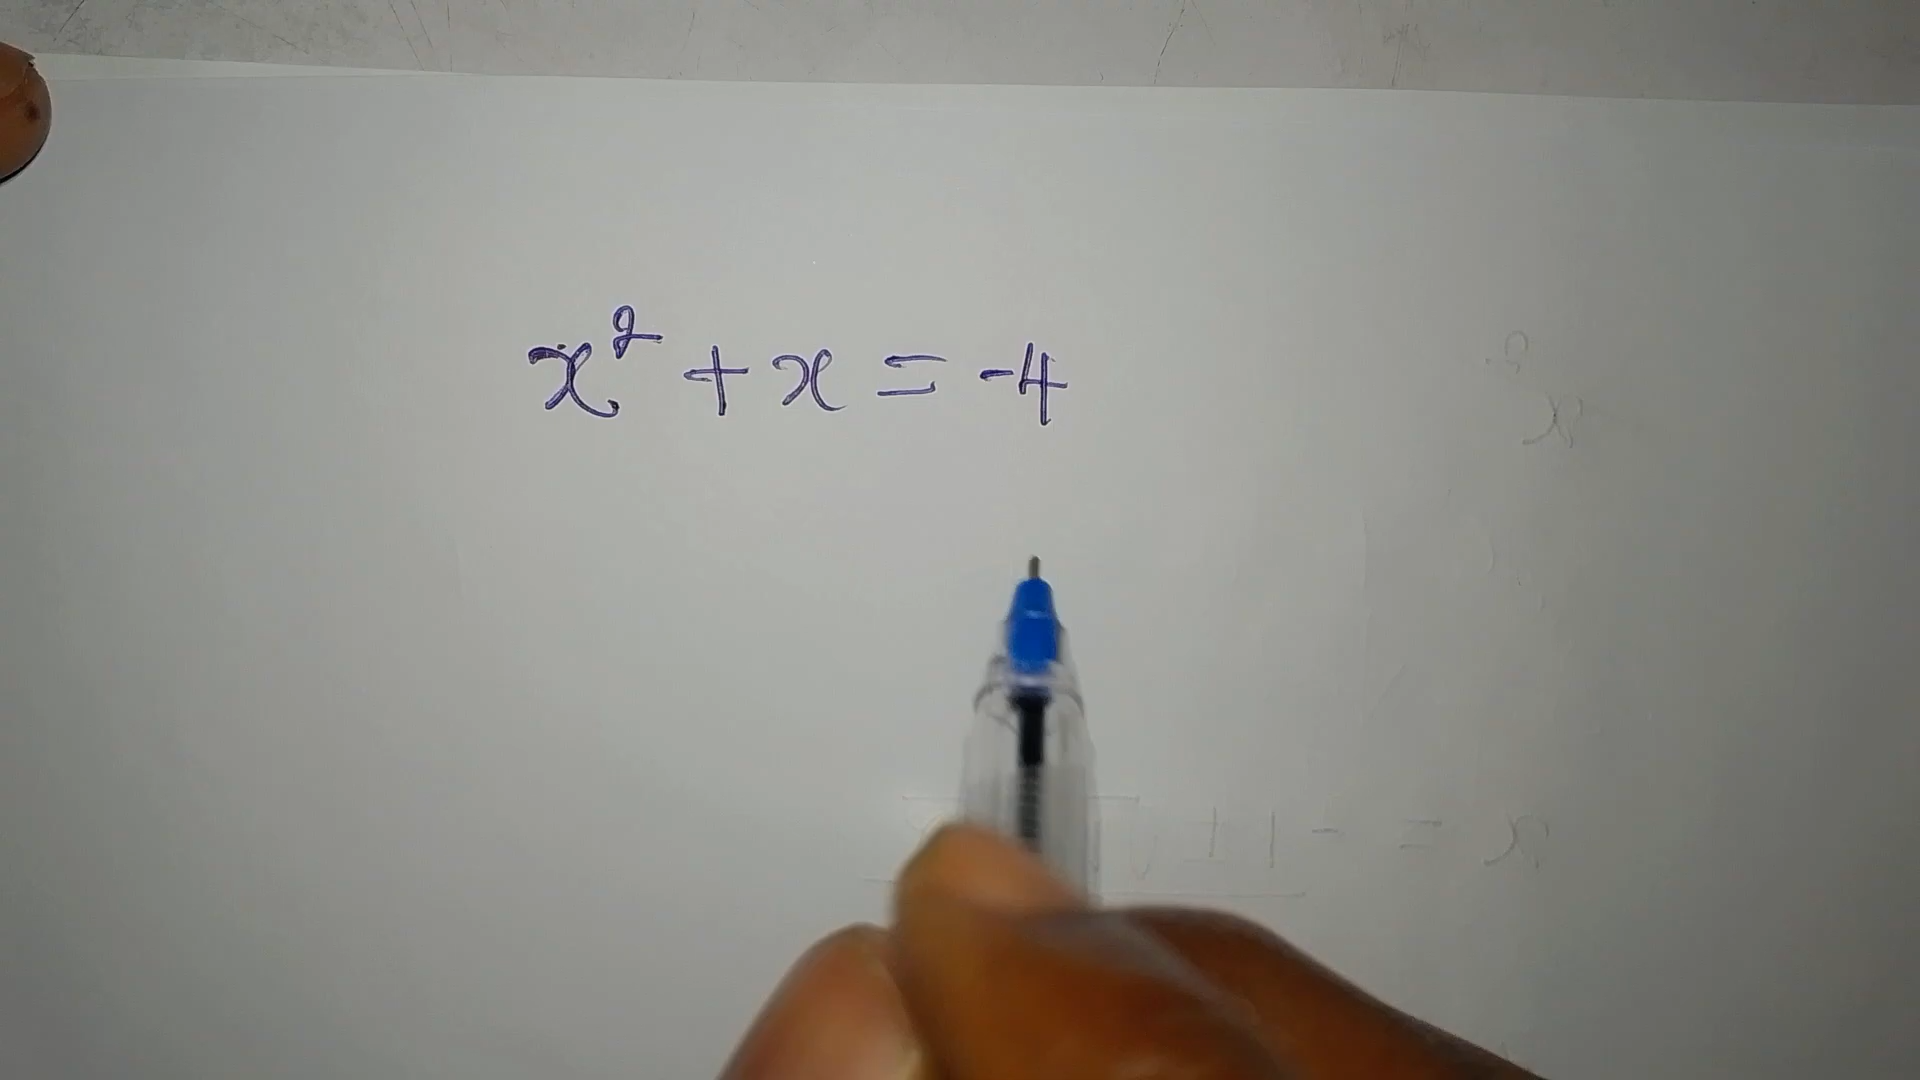 x² + x = -4